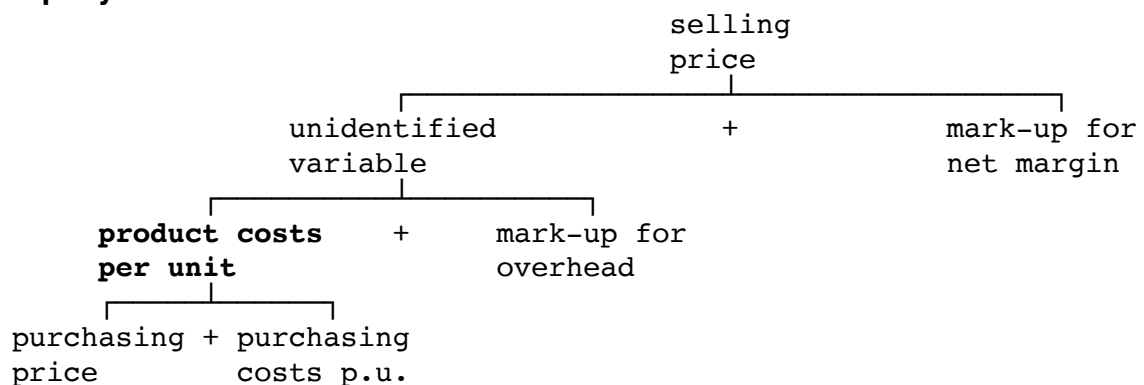 selling
price
unidentified + mark-up for
variable net margin
product costs + mark-up for
per unit overhead
purchasing + purchasing
price costs p.u.